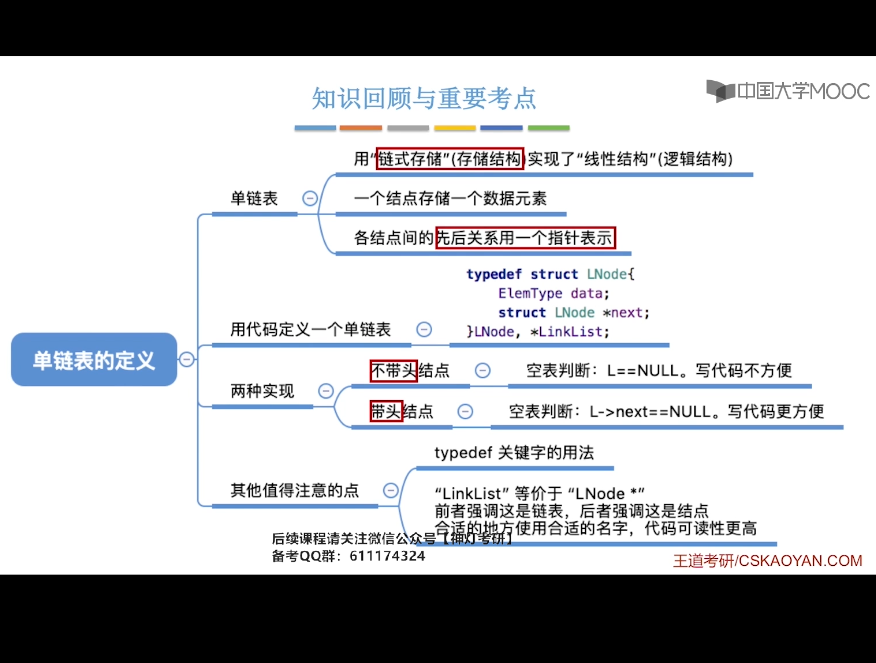 知识回顾与重要考点
中国大学MOOC
用“链式存储”(存储结构)实现了“线性结构”(逻辑结构)
单链表
一个结点存储一个数据元素
各结点间的先后关系用一个指针表示
typedef struct LNode{
ElemType data;
struct LNode *next;
}LNode, *LinkList;
用代码定义一个单链表
单链表的定义
不带头结点
空表判断：L==NULL。写代码不方便
两种实现
带头结点
空表判断：L->next==NULL。写代码更方便
typedef 关键字的用法
其他值得注意的点
“LinkList” 等价于 “LNode *”
前者强调这是链表，后者强调这是结点
合适的地方使用合适的名字，代码可读性更高
后续课程请关注微信公众号【神灯考研】
备考QQ群：611174324
王道考研/CSKAOYAN.COM